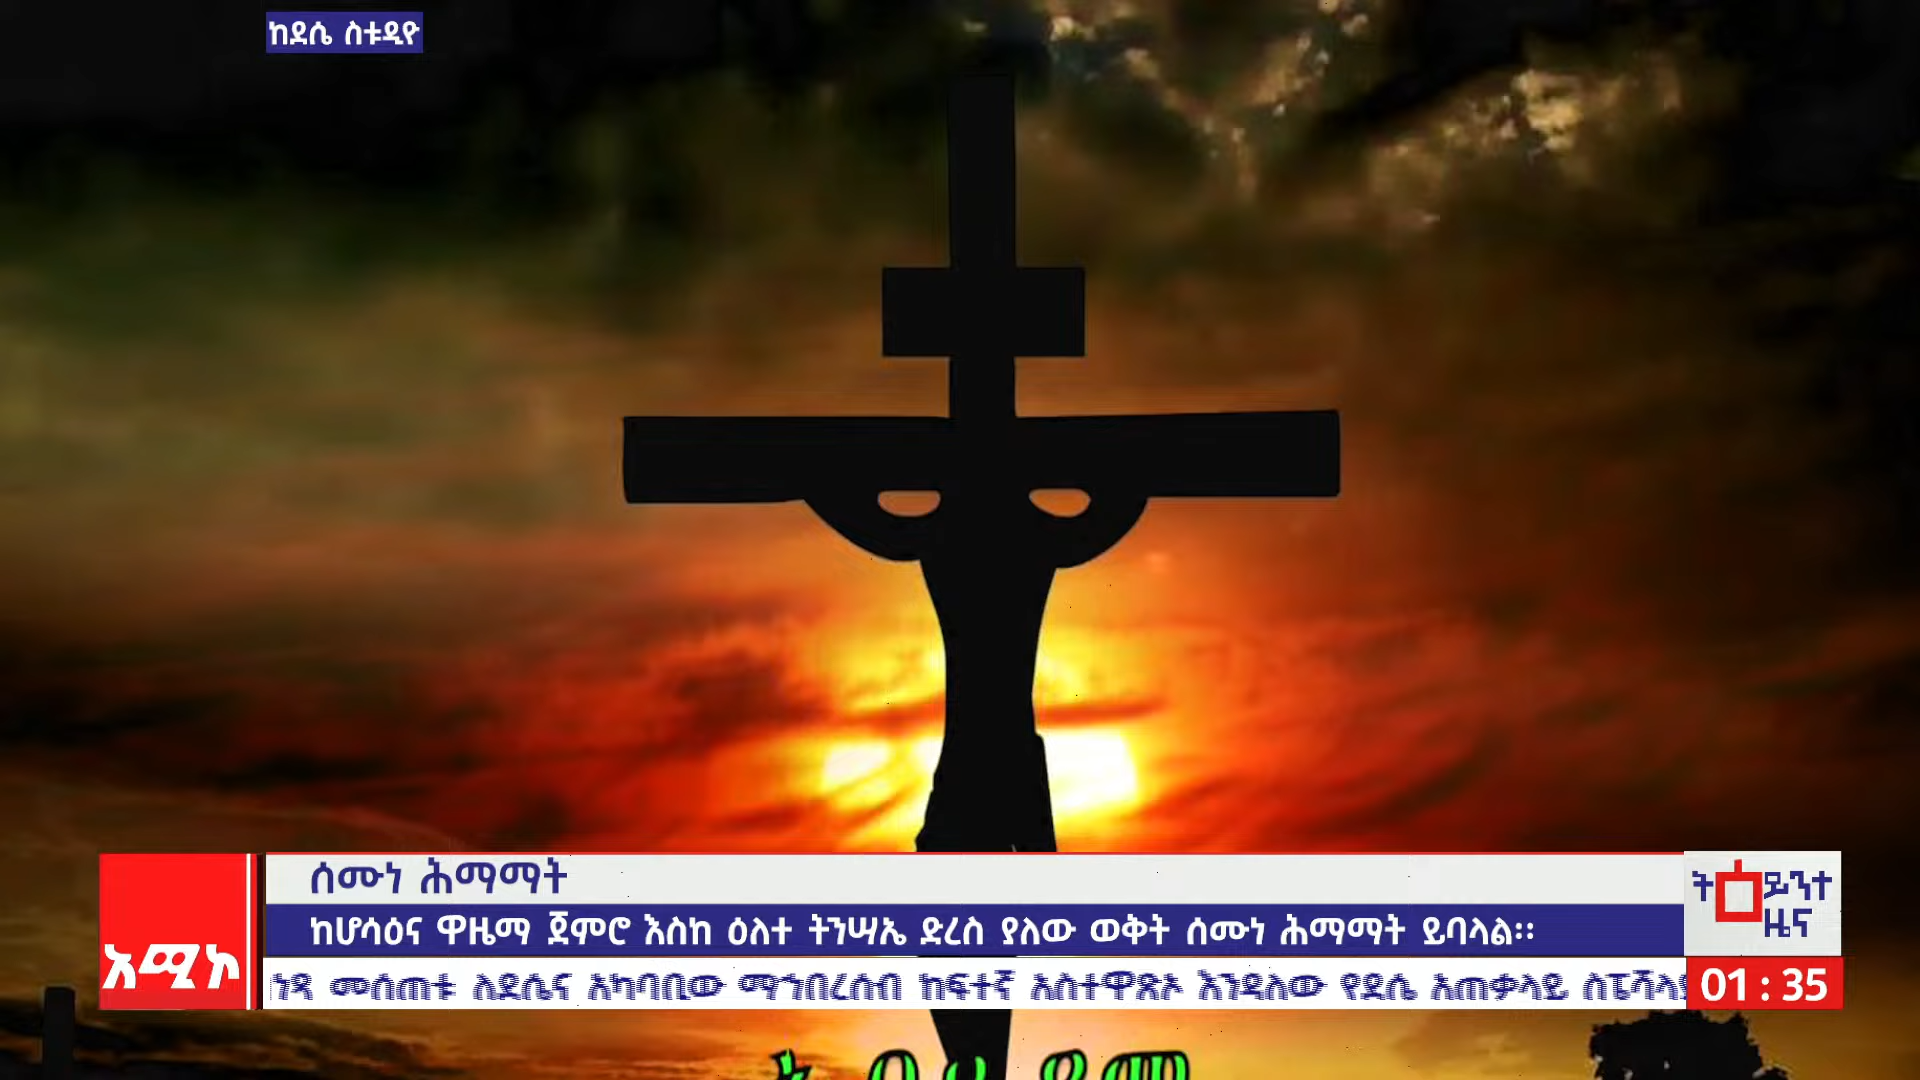 ከደሴ ስቱዲዮ
ሰሙነ ሕማማት
ከሆሳዕና ዋዜማ ጀምሮ እስከ ዕለተ ትንሣኤ ድረስ ያለው ወቅት ሰሙነ ሕማማት ይባላል።
ትዕይንተ
ዜና
አሚኮ
መሰጠቱ ለደሴና አካባቢው ማኅበረሰብ ከፍተኛ አስተዋጽኦ እንዳለው የደሴ አጠቃላይ
01 : 35